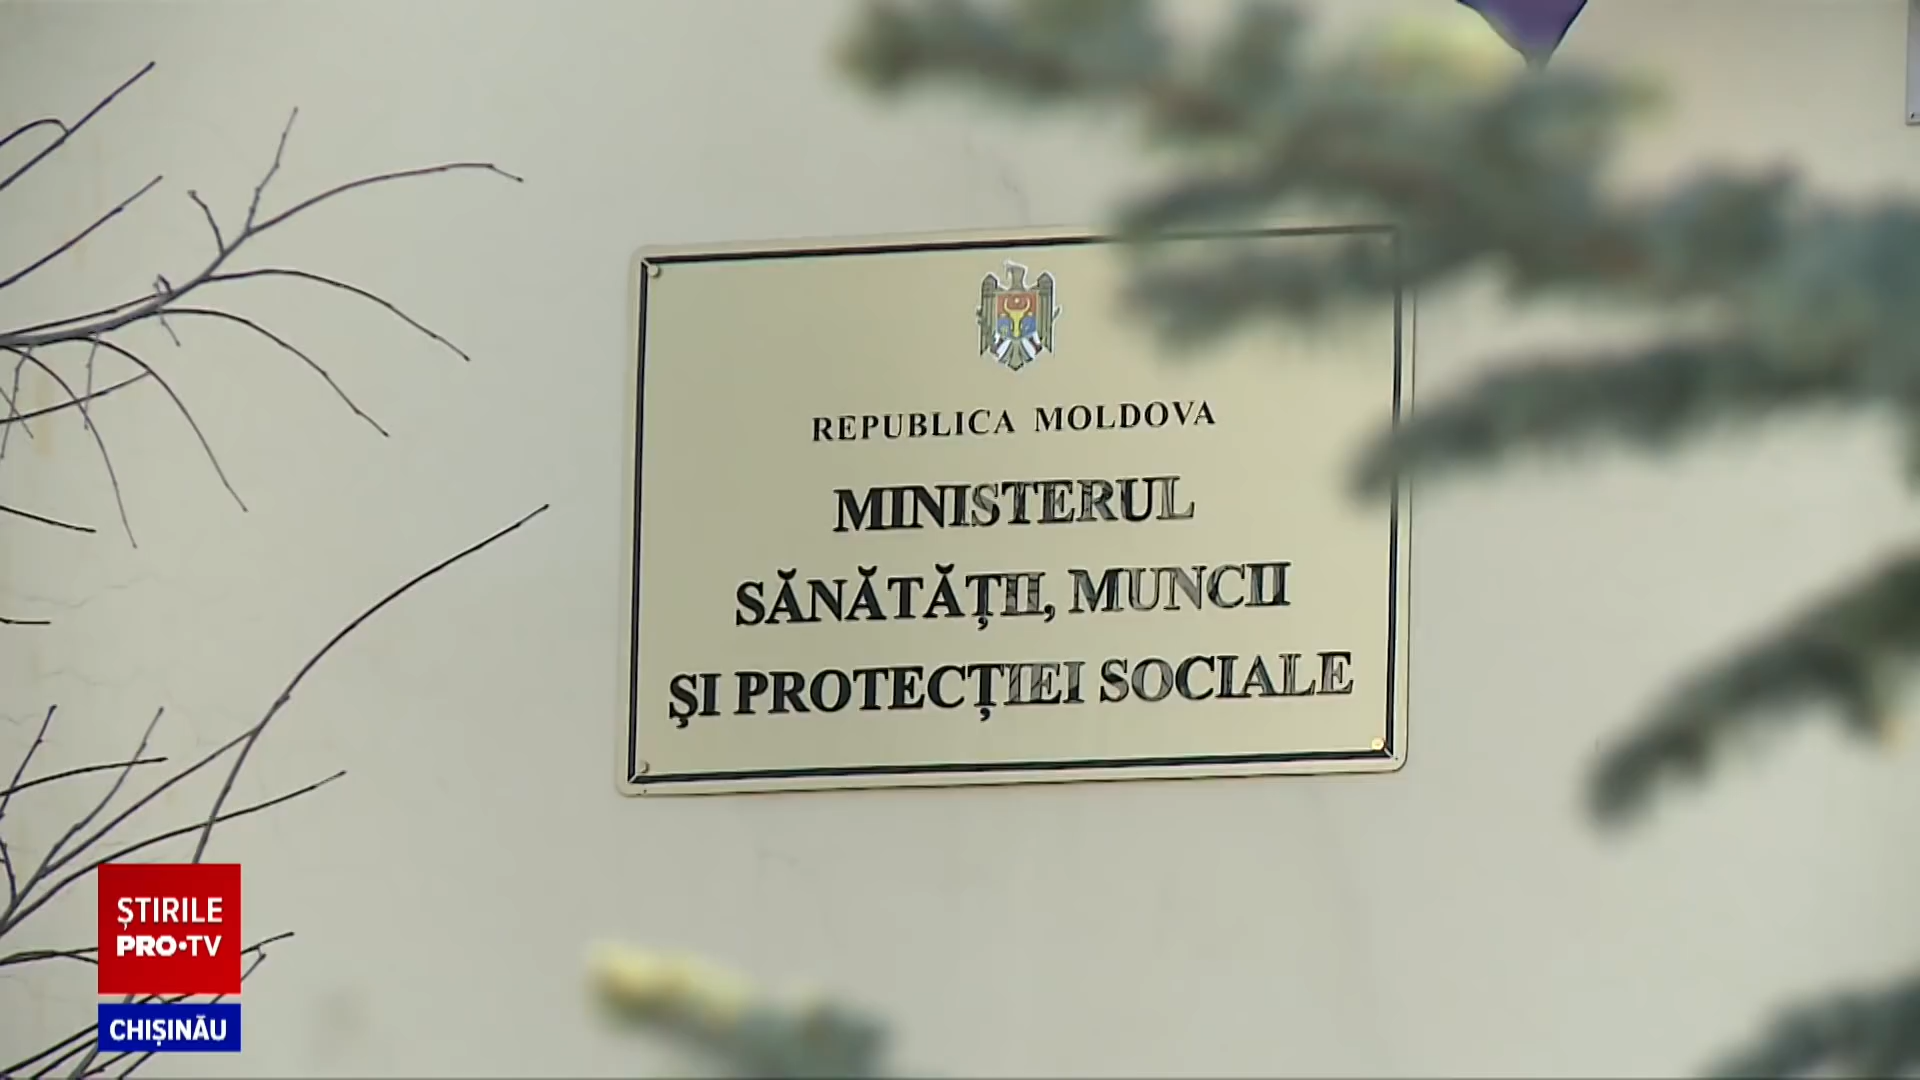 REPUBLICA MOLDOVA
MINISTERUL
SĂNĂTĂȚII, MUNCII
ŞI PROTECȚIEI SOCIALE
ȘTIRILE
PRO•TV
CHIȘINĂU